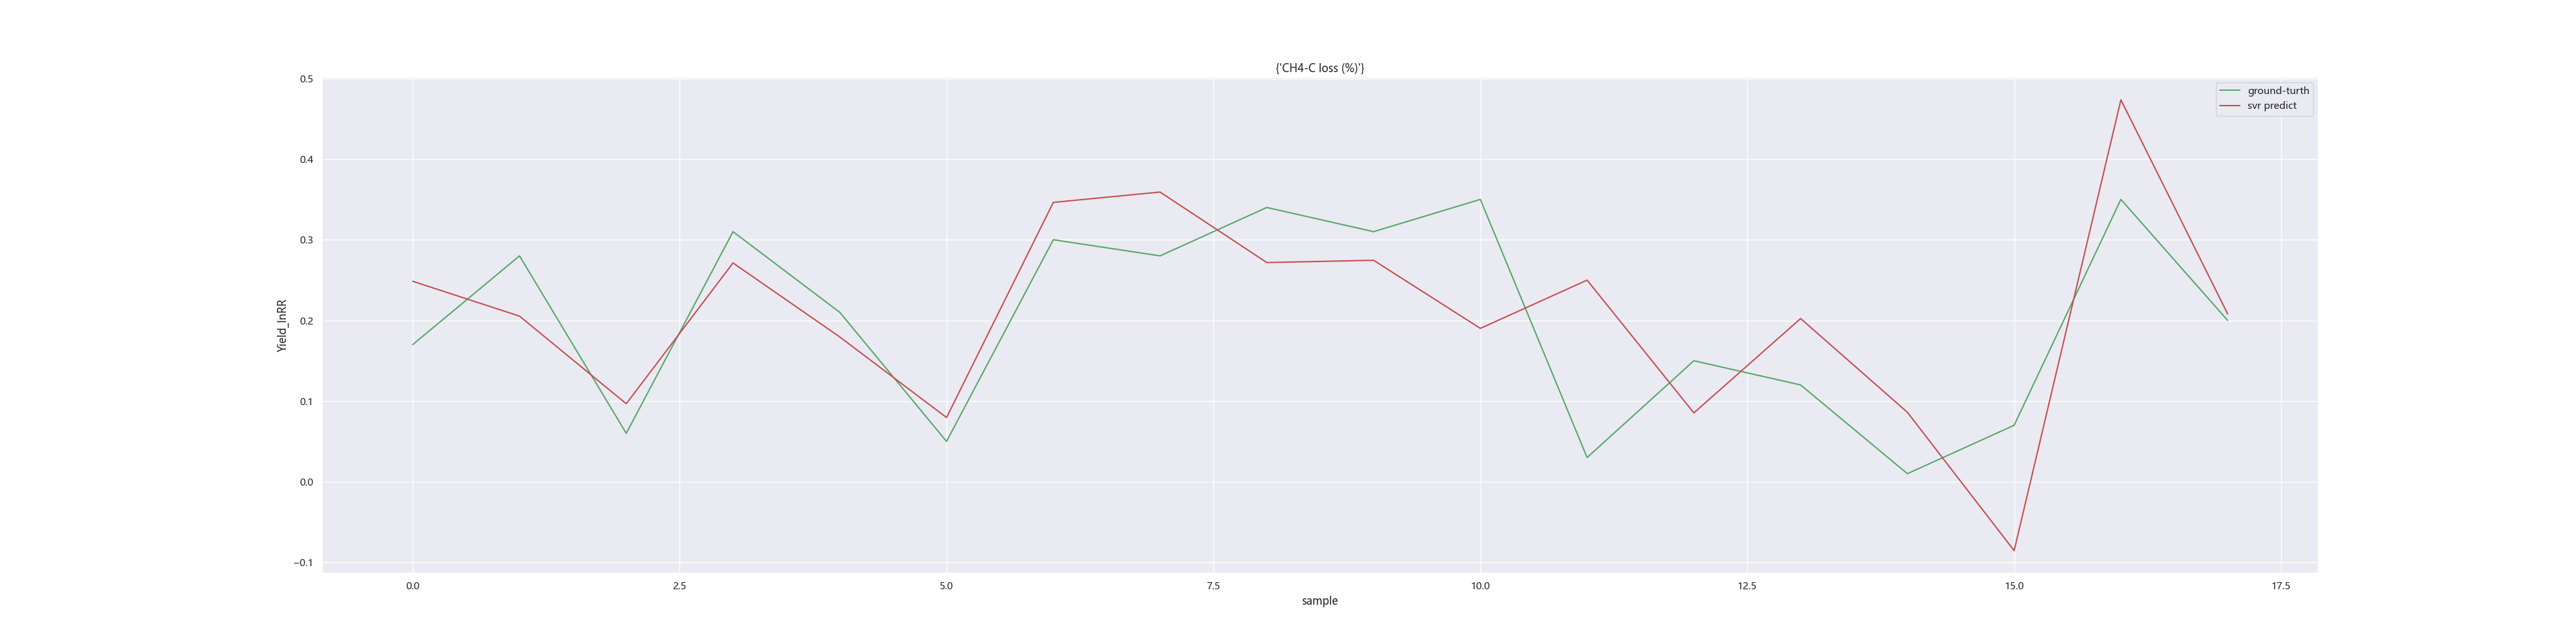 {'CH4-C loss (%)'}
ground-turth
svr predict
Yield_lnRR
0.5
0.4
0.3
0.2
0.1
0.0
−0.1
0.0 2.5 5.0 7.5 10.0 12.5 15.0 17.5
sample